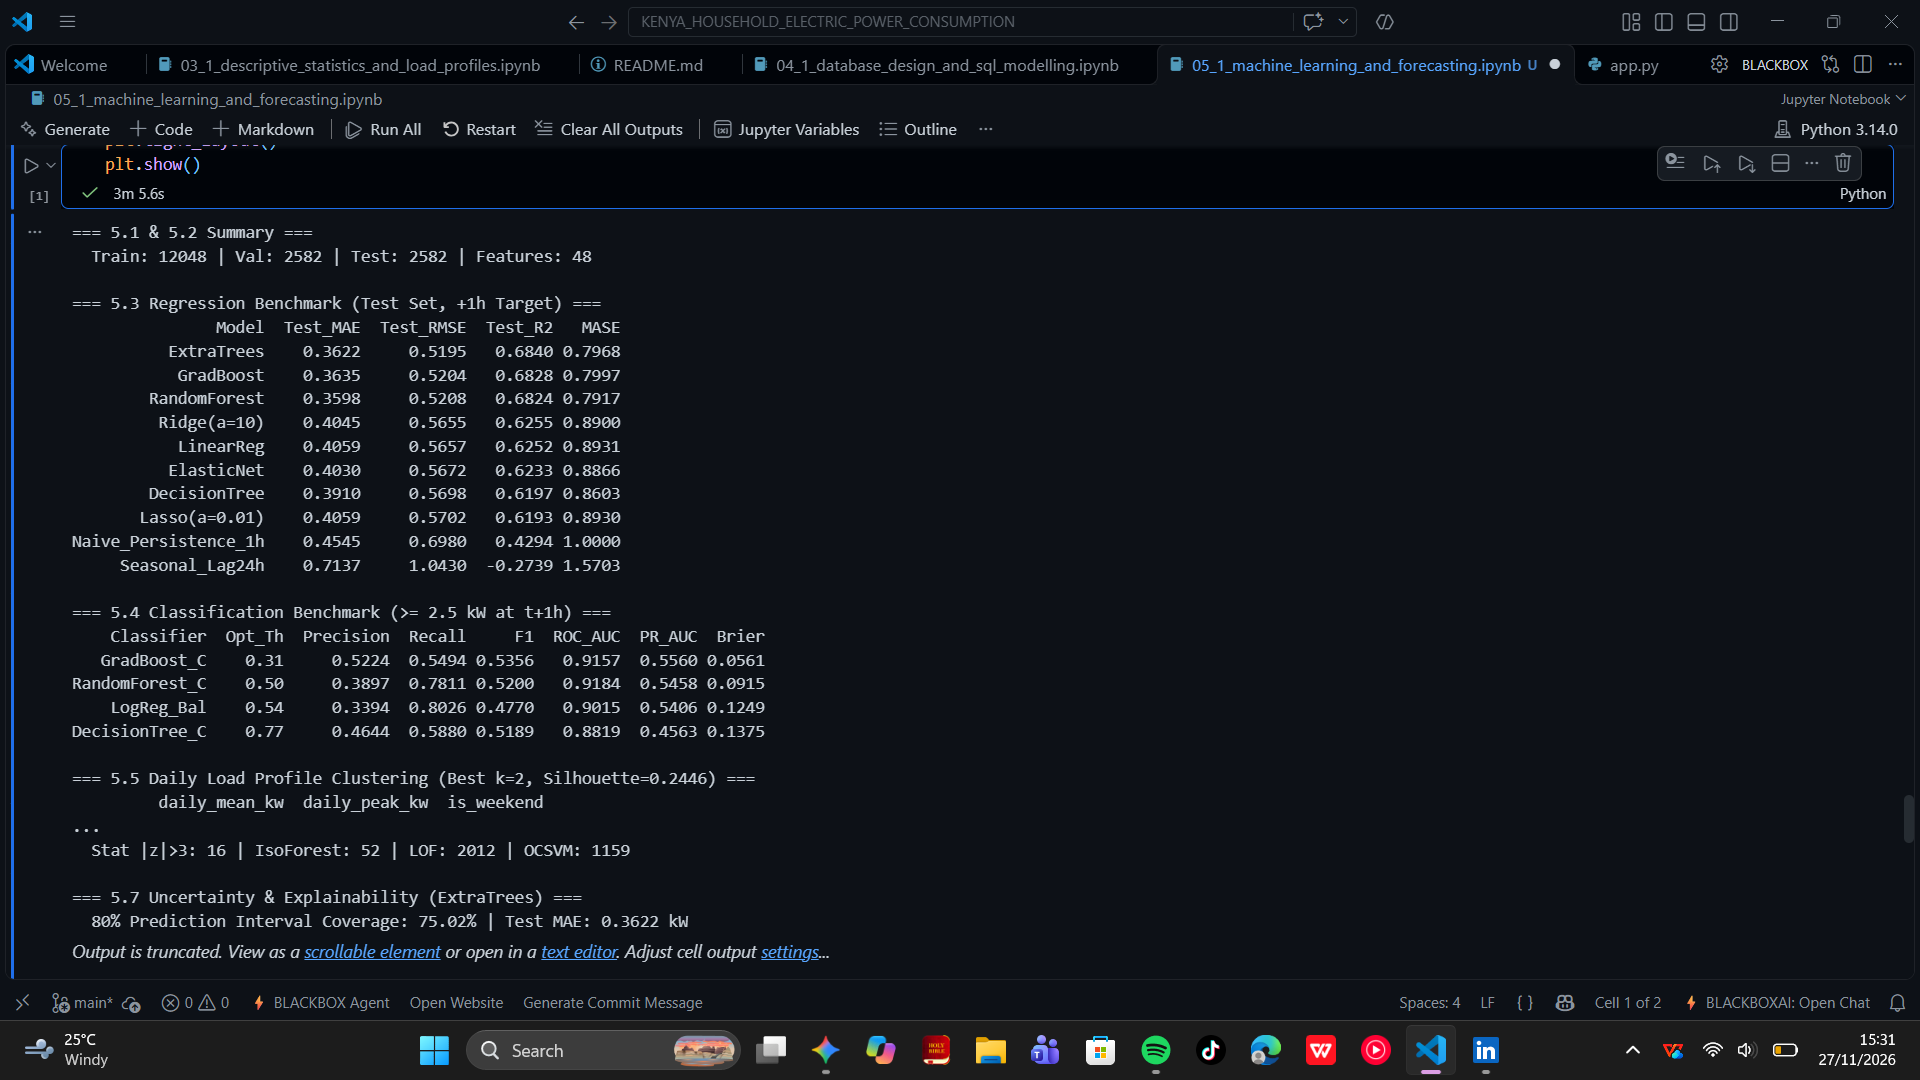 KENYA_HOUSEHOLD_ELECTRIC_POWER_CONSUMPTION
Welcome
03_1_descriptive_statistics_and_load_profiles.ipynb
README.md
04_1_database_design_and_sql_modelling.ipynb
05_1_machine_learning_and_forecasting.ipynb U
app.py
BLACKBOX
05_1_machine_learning_and_forecasting.ipynb
Jupyter Notebook
Generate + Code + Markdown Run All Restart Clear All Outputs Jupyter Variables Outline ...
Python 3.14.0
plt.show()
[1]
3m 5.6s
Python
=== 5.1 & 5.2 Summary ===
Train: 12048 | Val: 2582 | Test: 2582 | Features: 48
=== 5.3 Regression Benchmark (Test Set, +1h Target) ===
Model Test_MAE Test_RMSE Test_R2 MASE
ExtraTrees 0.3622 0.5195 0.6840 0.7968
GradBoost 0.3635 0.5204 0.6828 0.7997
RandomForest 0.3598 0.5208 0.6824 0.7917
Ridge(a=10) 0.4045 0.5655 0.6255 0.8900
LinearReg 0.4059 0.5657 0.6252 0.8931
ElasticNet 0.4030 0.5672 0.6233 0.8866
DecisionTree 0.3910 0.5698 0.6197 0.8603
Lasso(a=0.01) 0.4059 0.5702 0.6193 0.8930
Naive_Persistence_1h 0.4545 0.6980 0.4294 1.0000
Seasonal_Lag24h 0.7137 1.0430 -0.2739 1.5703
=== 5.4 Classification Benchmark (>= 2.5 kW at t+1h) ===
Classifier Opt_Th Precision Recall F1 ROC_AUC PR_AUC Brier
GradBoost_C 0.31 0.5224 0.5494 0.5356 0.9157 0.5560 0.0561
RandomForest_C 0.50 0.3897 0.7811 0.5200 0.9184 0.5458 0.0915
LogReg_Bal 0.54 0.3394 0.8026 0.4770 0.9015 0.5406 0.1249
DecisionTree_C 0.77 0.4644 0.5880 0.5189 0.8819 0.4563 0.1375
=== 5.5 Daily Load Profile Clustering (Best k=2, Silhouette=0.2446) ===
daily_mean_kw daily_peak_kw is_weekend
...
Stat |z|>3: 16 | IsoForest: 52 | LOF: 2012 | OCSVM: 1159
=== 5.7 Uncertainty & Explainability (ExtraTrees) ===
80% Prediction Interval Coverage: 75.02% | Test MAE: 0.3622 kW
Output is truncated. View as a scrollable element or open in a text editor. Adjust cell output settings...
main* 0 0 BLACKBOX Agent Open Website Generate Commit Message
Spaces: 4 LF { } Cell 1 of 2 BLACKBOXAI: Open Chat
25°C
Windy
Search
HOLY BIBLE
15:31
27/11/2026